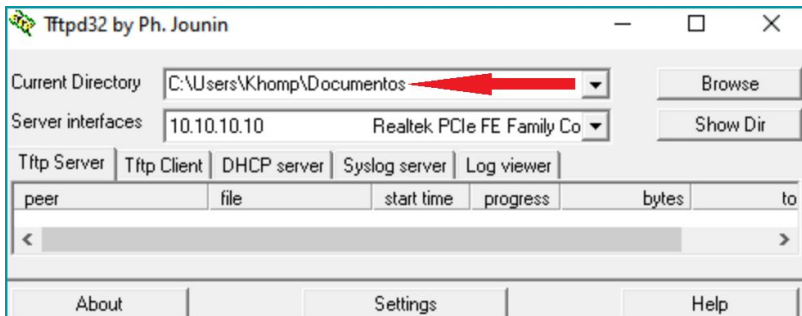 Tftpd32 by Ph. Jounin
Current Directory C:\Users\Khomp\Documentos Browse
Server interfaces 10.10.10.10 Realtek PCIe FE Family Co Show Dir
Tftp Server Tftp Client DHCP server Syslog server Log viewer
peer file start time progress bytes to
About Settings Help